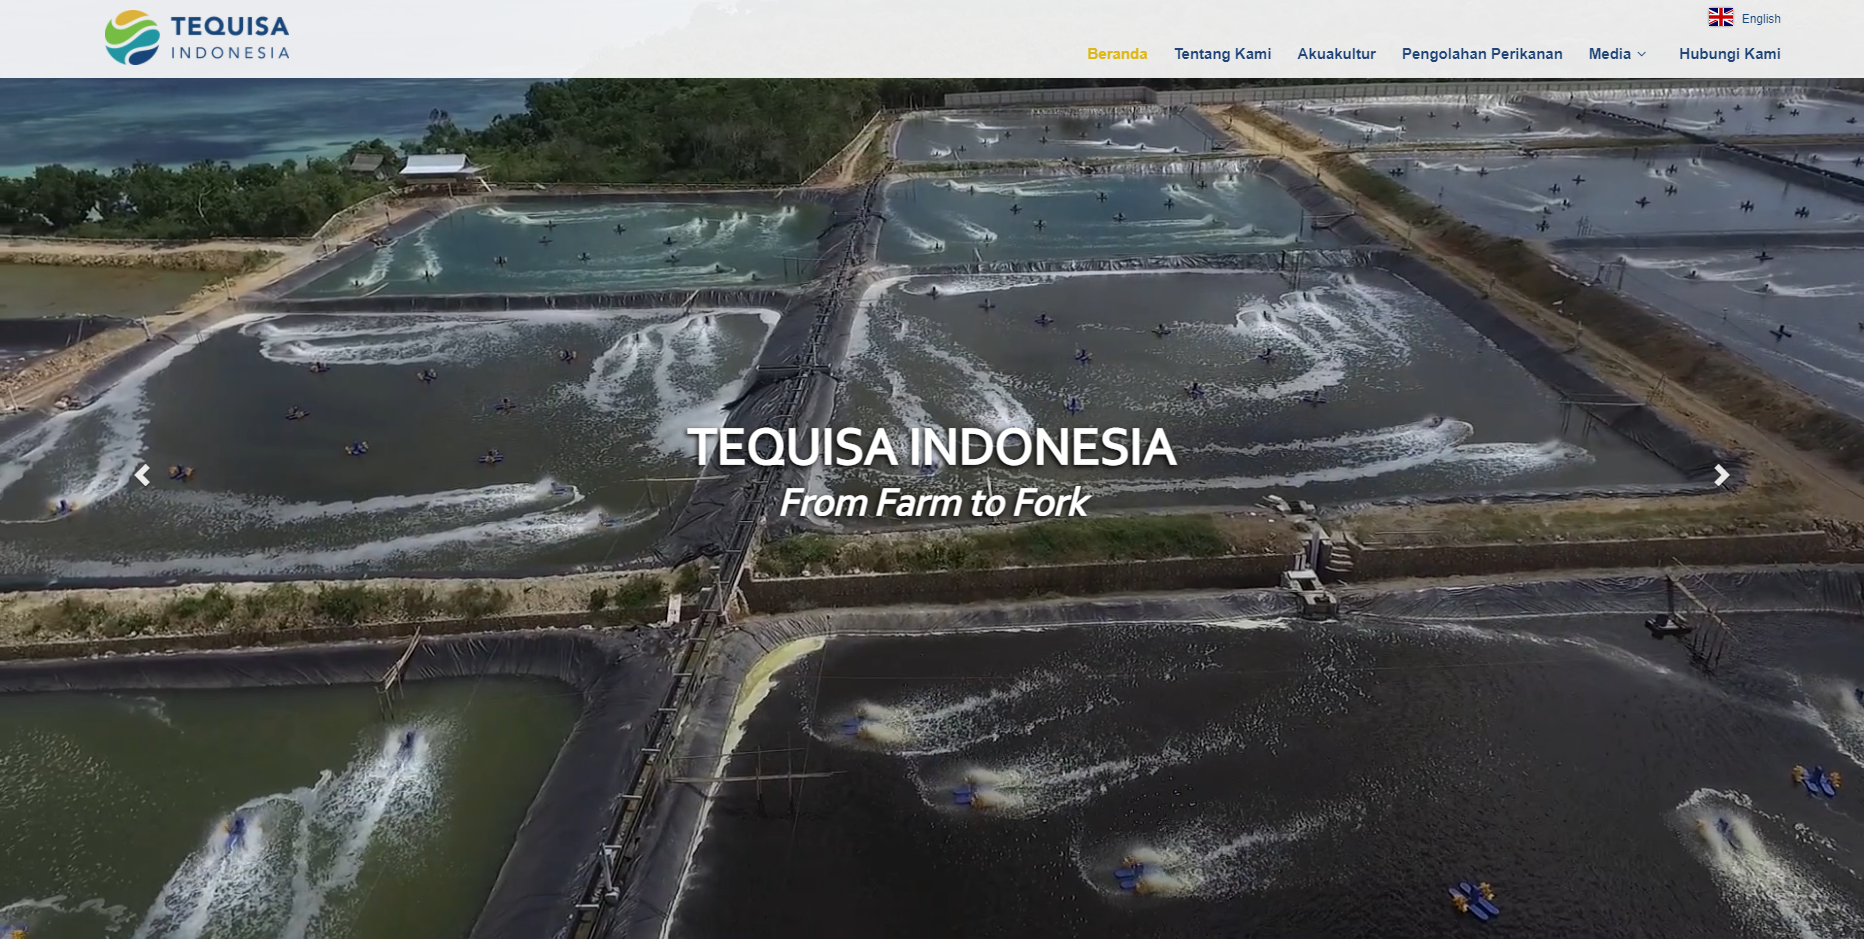 TEQUISA
INDONESIA
English
Beranda Tentang Kami Akuakultur Pengolahan Perikanan Media Hubungi Kami
TEQUISA INDONESIA
From Farm to Fork